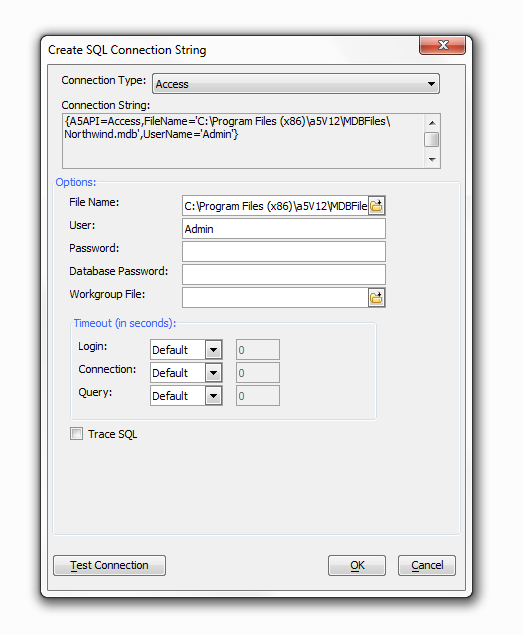 Create SQL Connection String
Connection Type: Access
Connection String:
{A5API=Access,FileName='C:\Program Files (x86)\a5V12\MDBFiles\
Northwind.mdb',UserName='Admin'}
Options:
File Name: C:\Program Files (x86)\a5V12\MDBFile
User: Admin
Password:
Database Password:
Workgroup File:
Timeout (in seconds):
Login: Default 0
Connection: Default 0
Query: Default 0
Trace SQL
Test Connection OK Cancel